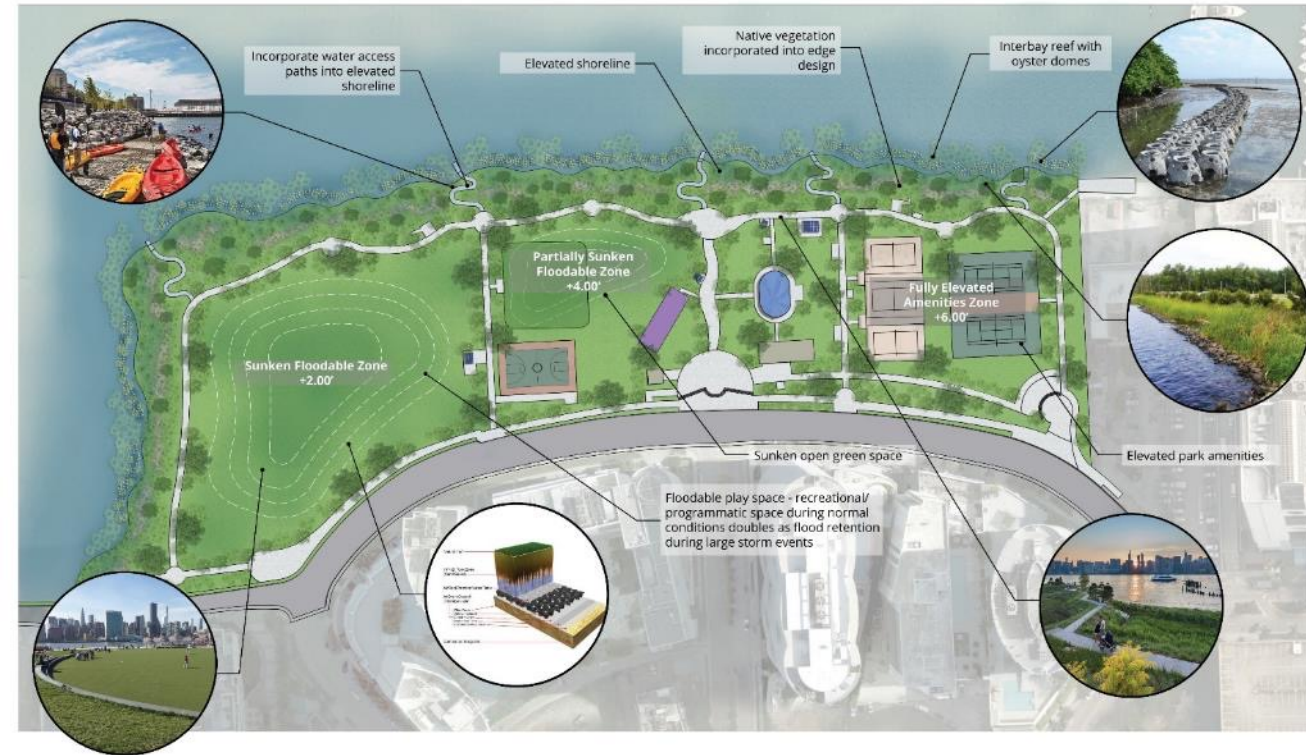 Incorporate water access
paths into elevated
shoreline
Elevated shoreline
Native vegetation
incorporated into edge
design
Interbay reef with
oyster domes
Partially Sunken
Floodable Zone
+4.00'
Fully Elevated
Amenities Zone
+6.00'
Sunken Floodable Zone
+2.00'
Sunken open green space
Elevated park amenities
Floodable play space - recreational/
programmatic space during normal
conditions doubles as flood retention
during large storm events